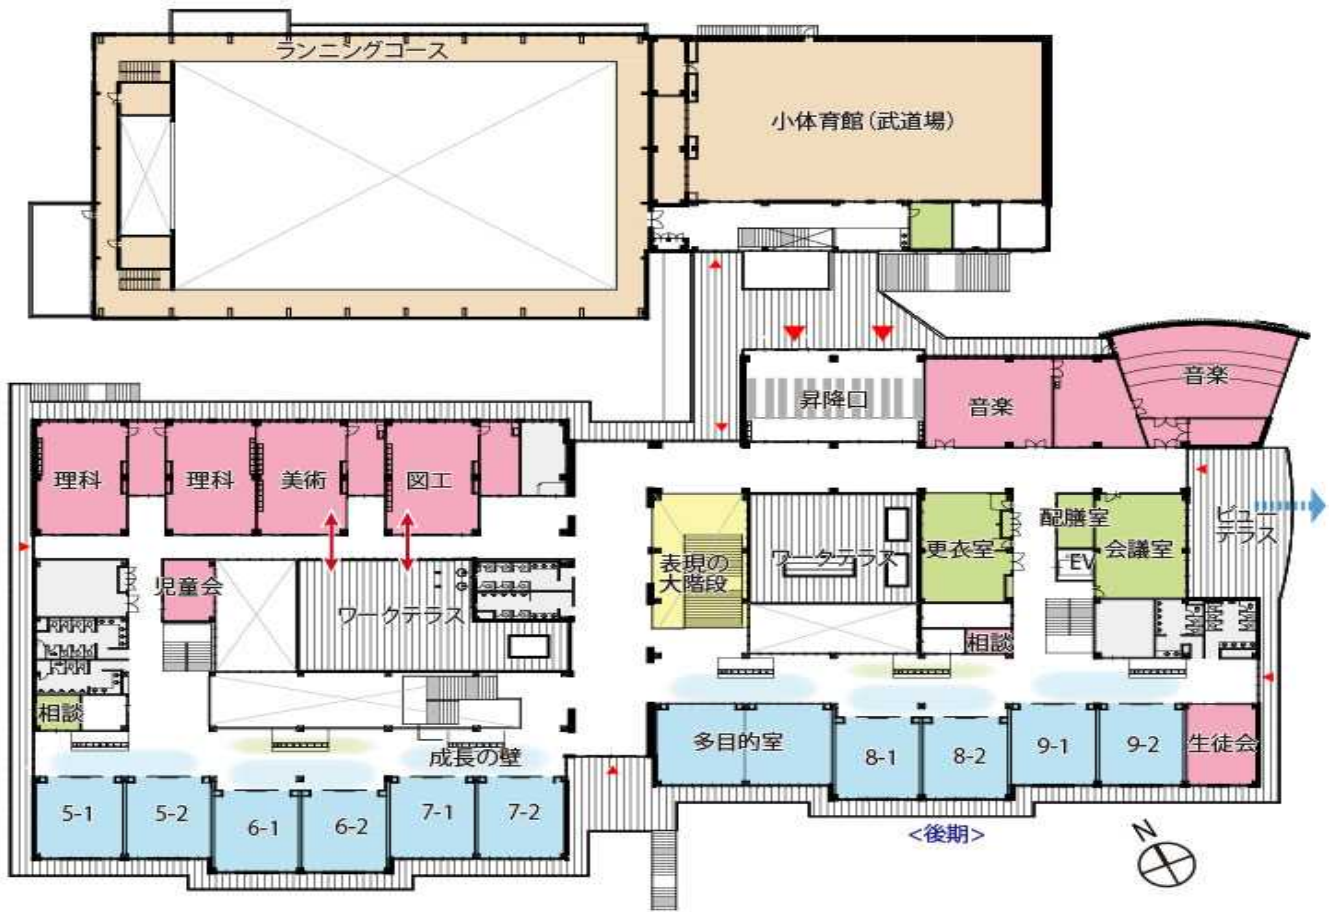 ランニングコース
小体育館（武道場）
昇降口
音楽
音楽
理科
理科
美術
図工
表現の
大階段
ワークテラス
更衣室
配膳室
EV
会議室
ビュー
テラス
児童会
ワークテラス
相談
相談
成長の壁
多目的室
8-1
8-2
9-1
9-2
生徒会
5-1
5-2
6-1
6-2
7-1
7-2
<後期>
N